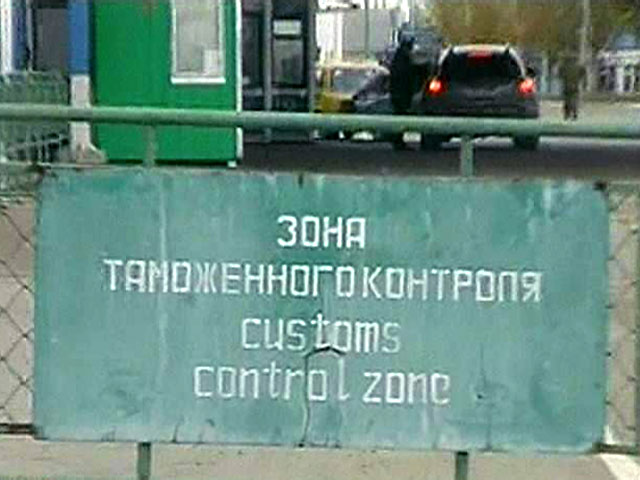 ЗОНА
ТАМОЖЕННОГО КОНТРОЛЯ
customs
control zone